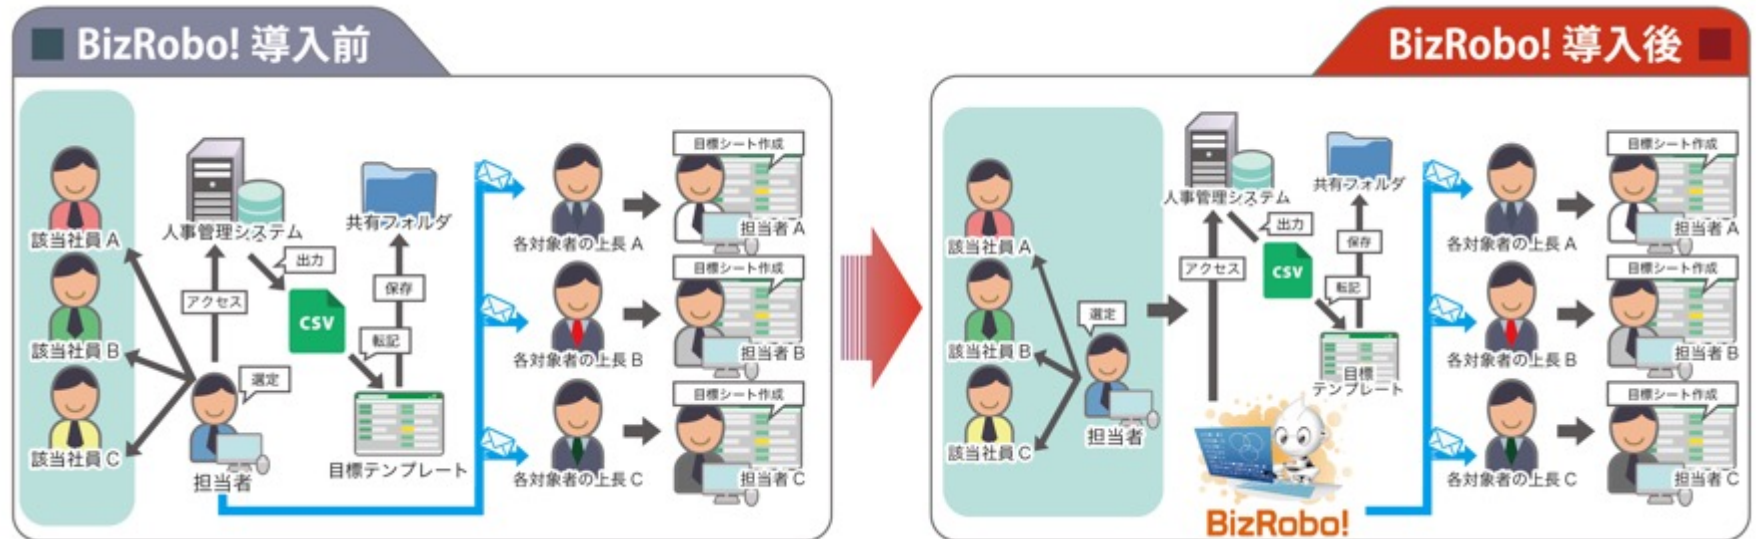 BizRobo! 導入前
該当社員 A
該当社員 B
該当社員 C
人事管理システム
アクセス
選定
担当者
出力
CSV
転記
目標テンプレート
保存
共有フォルダ
各対象者の上長 A
各対象者の上長 B
各対象者の上長 C
目標シート作成
担当者 A
目標シート作成
担当者 B
目標シート作成
担当者 C
BizRobo! 導入後
該当社員 A
該当社員 B
該当社員 C
選定
担当者
人事管理システム
アクセス
出力
CSV
転記
目標
テンプレート
保存
共有フォルダ
BizRobo!
各対象者の上長 A
各対象者の上長 B
各対象者の上長 C
目標シート作成
担当者 A
目標シート作成
担当者 B
目標シート作成
担当者 C